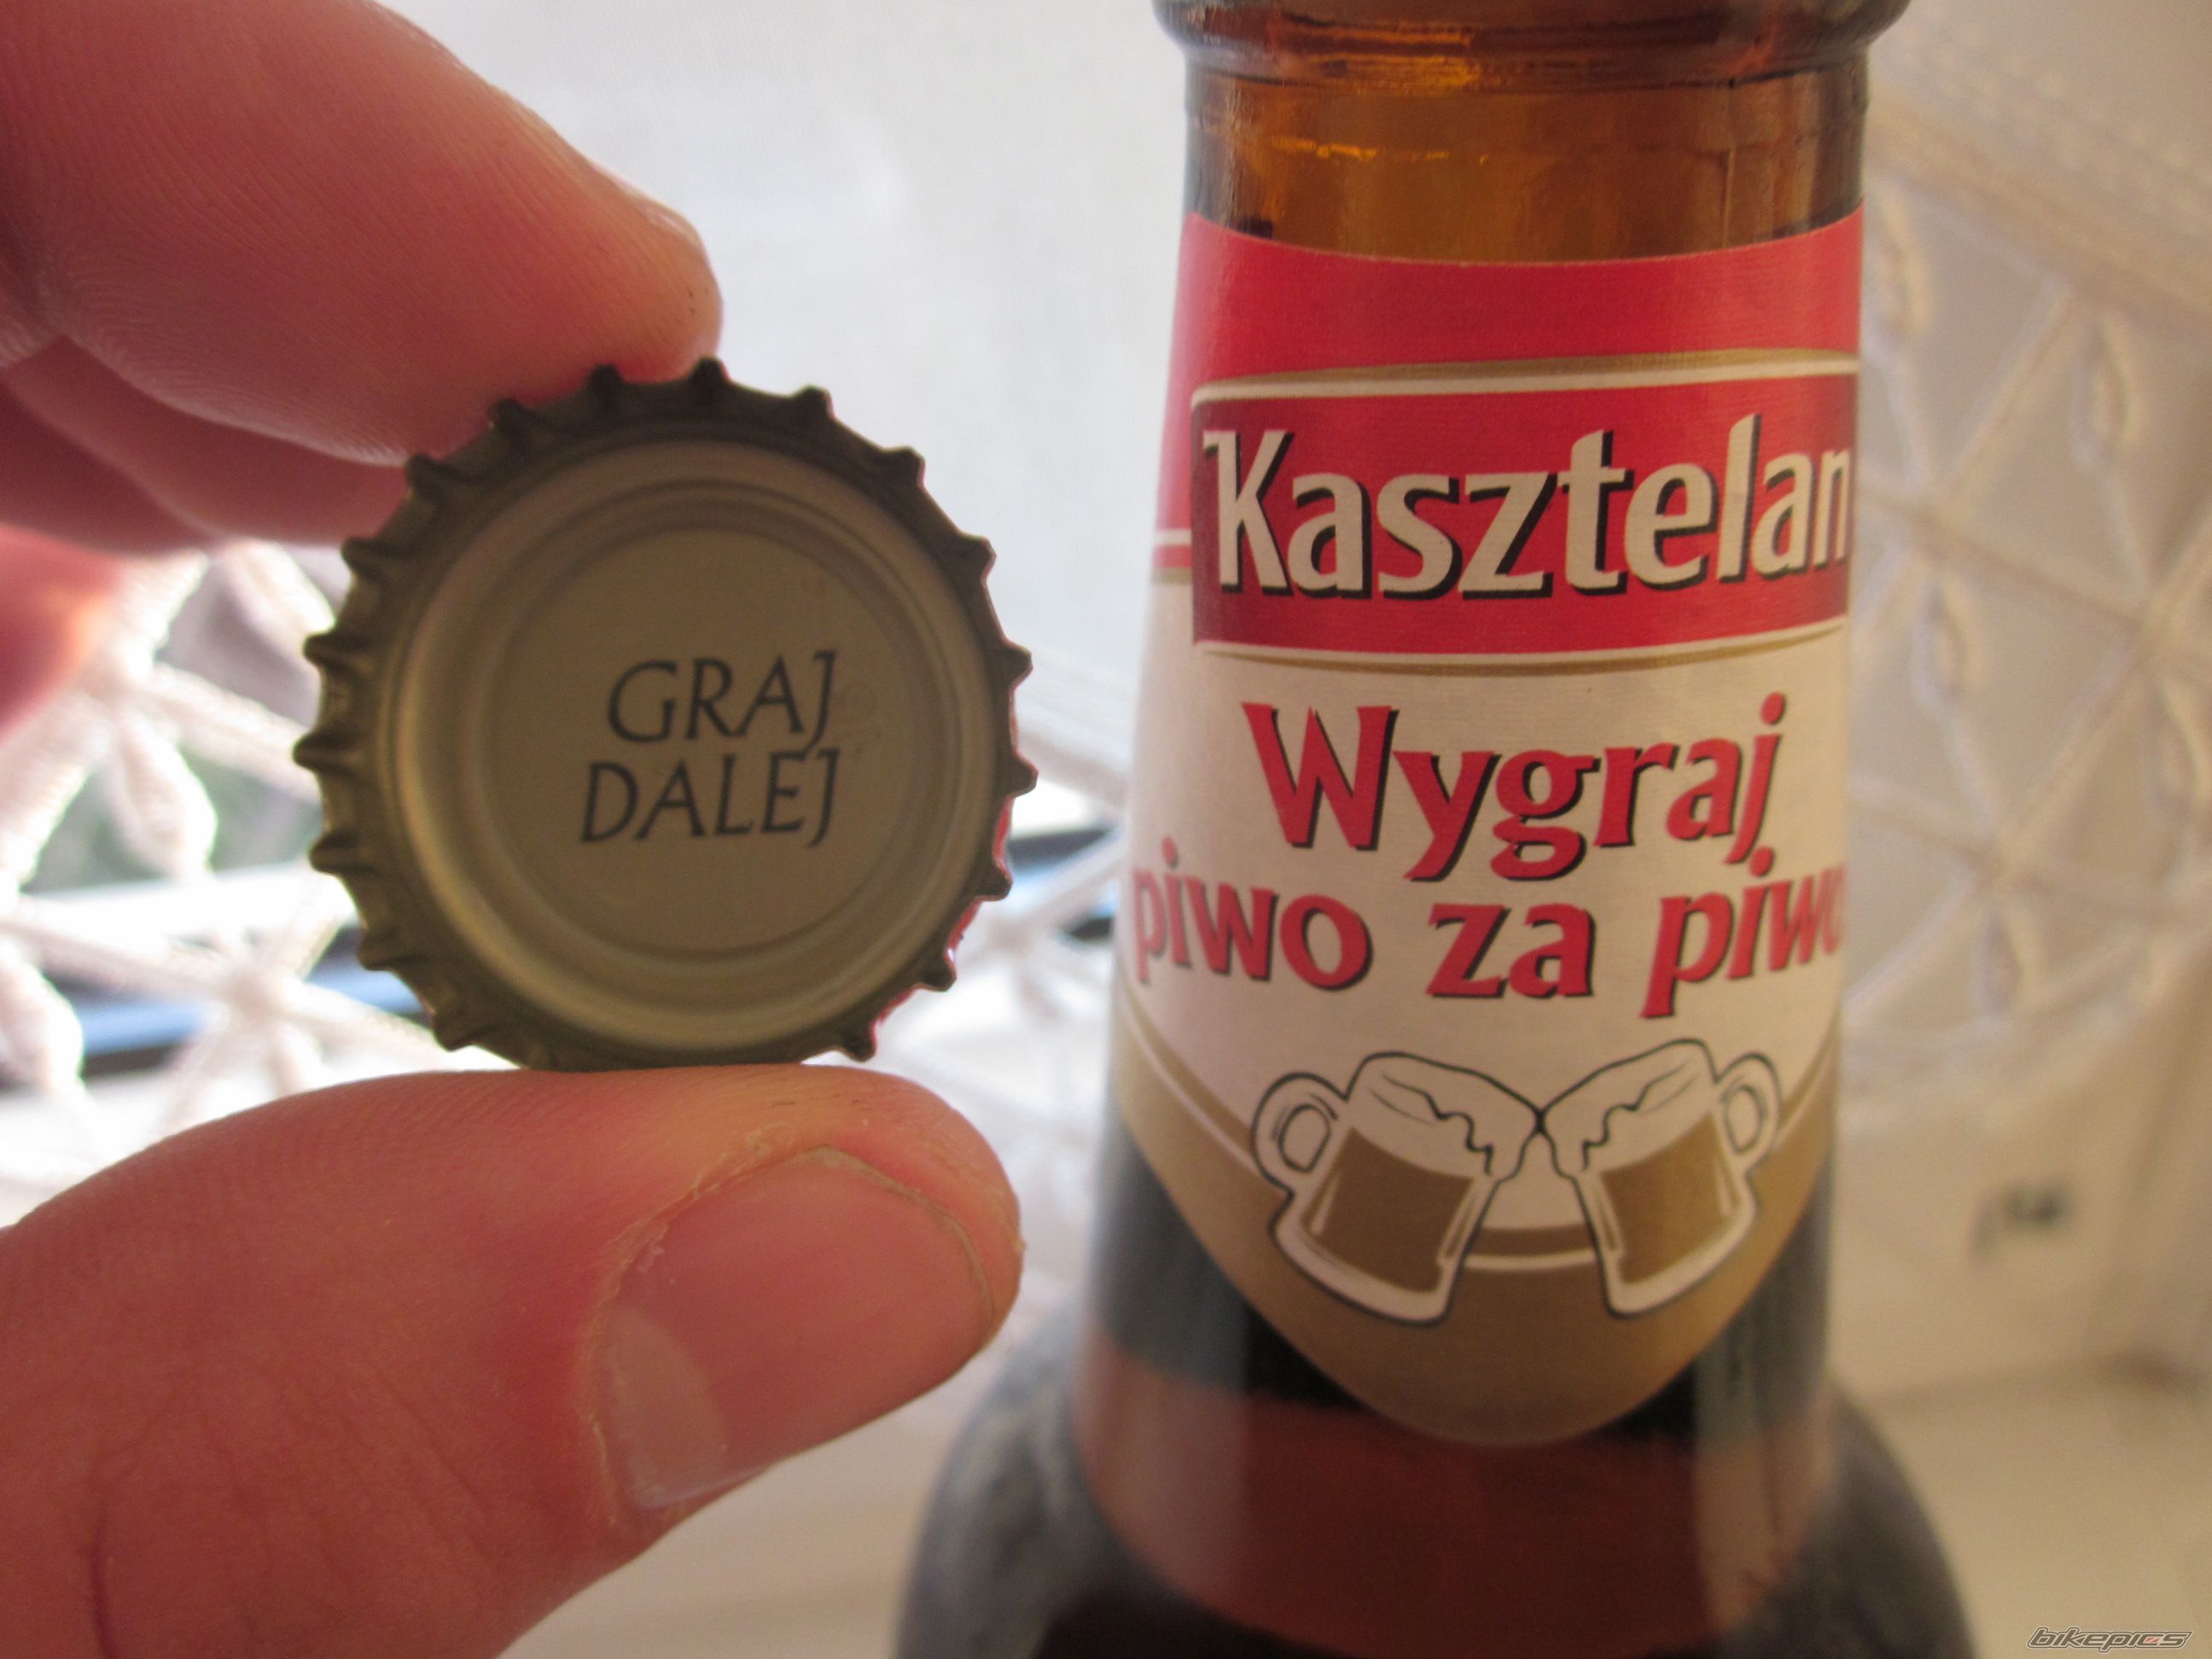 GRAJ
DALEJ
Kasztelan
Wygraj
piwo za piwo
bikepics